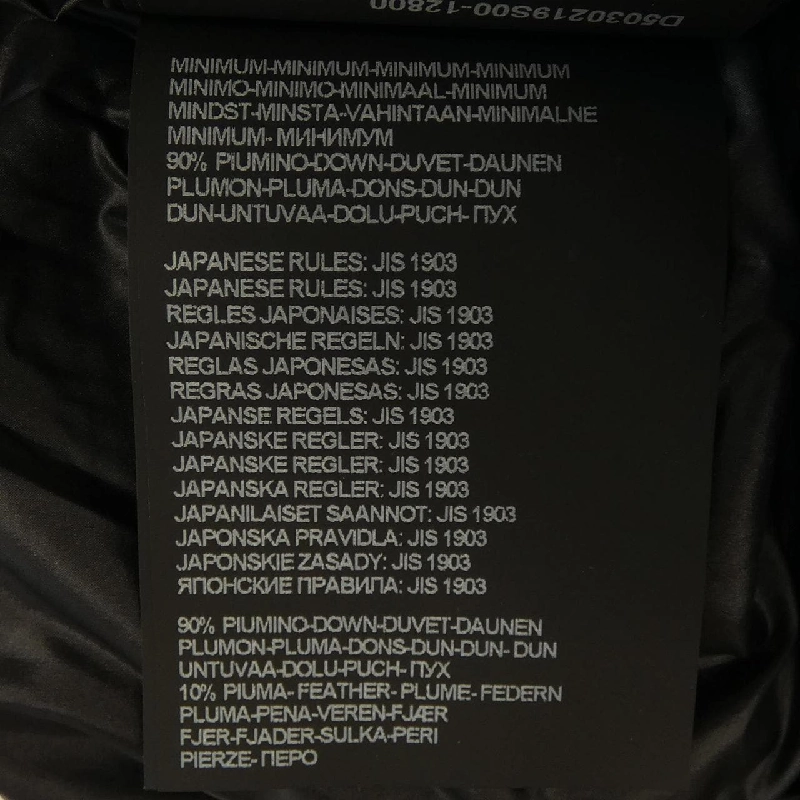 D5030219S00-12800
MINIMUM-MINIMUM-MINIMUM-MINIMUM
MINIMO-MINIMO-MINIMAAL-MINIMUM
MINDST-MINSTA-VAHINTAAN-MINIMALNE
MINIMUM- МИНИМУМ
90% PIUMINO-DOWN-DUVET-DAUNEN
PLUMON-PLUMA-DONS-DUN-DUN
DUN-UNTUVAA-DOLU-PUCH- ПУХ
JAPANESE RULES: JIS 1903
JAPANESE RULES: JIS 1903
REGLES JAPONAISES: JIS 1903
JAPANISCHE REGELN: JIS 1903
REGLAS JAPONESAS: JIS 1903
REGRAS JAPONESAS: JIS 1903
JAPANSE REGELS: JIS 1903
JAPANSKE REGLER: JIS 1903
JAPANSKE REGLER: JIS 1903
JAPANSKA REGLER: JIS 1903
JAPANILAISET SAANNOT: JIS 1903
JAPONSKA PRAVIDLA: JIS 1903
JAPONSKIE ZASADY: JIS 1903
ЯПОНСКИЕ ПРАВИЛА: JIS 1903
90% PIUMINO-DOWN-DUVET-DAUNEN
PLUMON-PLUMA-DONS-DUN-DUN- DUN
UNTUVAA-DOLU-PUCH-ПУХ
10% PIUMA- FEATHER- PLUME- FEDERN
PLUMA-PENA-VEREN-FJÆR
FJER-FJADER-SULKA-PERI
PIERZE- ПЕРО